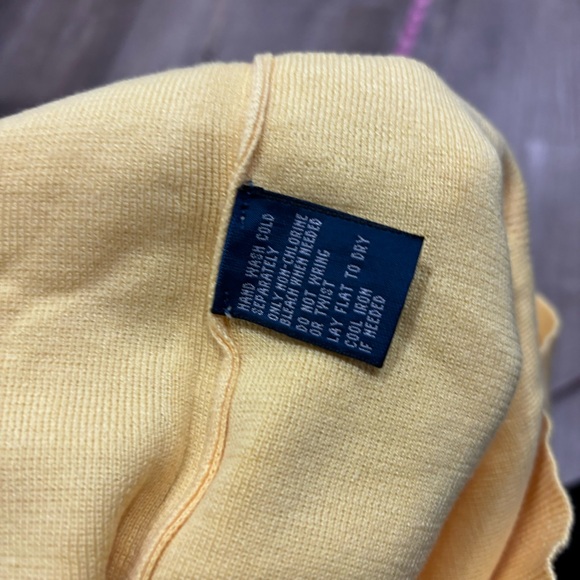 HAND WASH COLD
SEPARATELY
ONLY NON-CHLORINE
BLEACH WHEN NEEDED
DO NOT WRING
OR TWIST
LAY FLAT TO DRY
COOL IRON
IF NEEDED